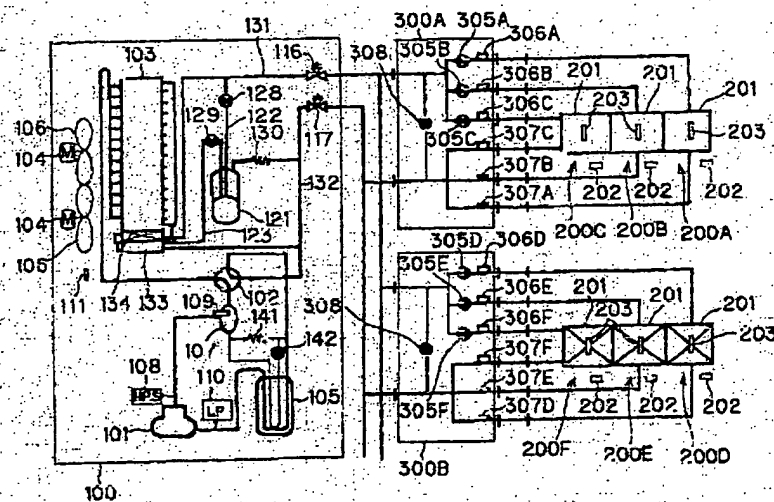 300A 305A
131 116 305B 306A
103 308 306B 201
128 306C 201 201
129 122 130 203
106 117 305C 307C 203
104 M 307B
132 307A 202 202 202
121 200C 200B 200A
104 M 123 305D 306D
305E
111 134 133 109 102 308 306E 201
141 306F 201 201
10 142 203 203
108 110 307F
HPS LP 105 307E
101 305F 307D 202 202 202
200F 200E 200D
100 300B